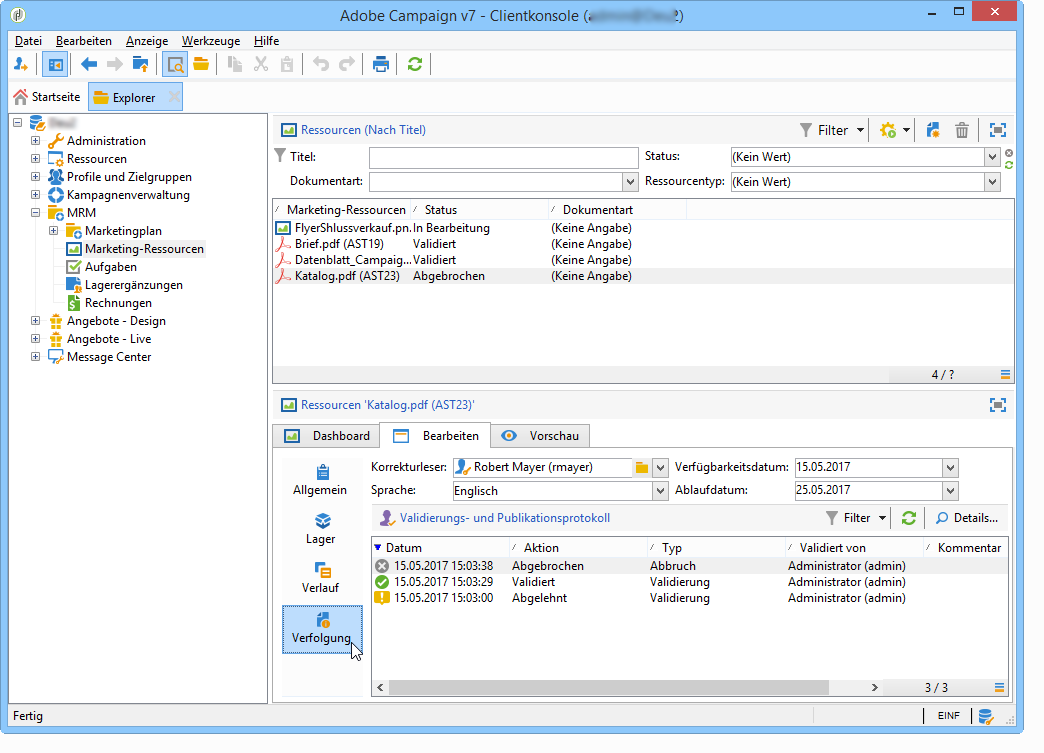 Adobe Campaign v7 - Clientkonsole (
Datei Bearbeiten Anzeige Werkzeuge Hilfe
Startseite Explorer
Administration
Ressourcen
Profile und Zielgruppen
Kampagnenverwaltung
MRM
Marketingplan
Marketing-Ressourcen
Aufgaben
Lagerergänzungen
Rechnungen
Angebote - Design
Angebote - Live
Message Center
Ressourcen (Nach Titel) Filter
Titel: Status: (Kein Wert)
Dokumentart: Ressourcentyp: (Kein Wert)
Marketing-Ressourcen Status Dokumentart
FlyerShlussverkauf.pn... In Bearbeitung (Keine Angabe)
Brief.pdf (AST19) Validiert (Keine Angabe)
Datenblatt_Campaig... Validiert (Keine Angabe)
Katalog.pdf (AST23) Abgebrochen (Keine Angabe)
4 / ?
Ressourcen 'Katalog.pdf (AST23)'
Dashboard Bearbeiten Vorschau
Allgemein
Lager
Verlauf
Verfolgung
Korrekturleser: Robert Mayer (rmayer) Verfügbarkeitsdatum: 15.05.2017
Sprache: Englisch Ablaufdatum: 25.05.2017
Validierungs- und Publikationsprotokoll Filter Details...
Datum Aktion Typ Validiert von Kommentar
15.05.2017 15:03:38 Abgebrochen Abbruch Administrator (admin)
15.05.2017 15:03:29 Validiert Validierung Administrator (admin)
15.05.2017 15:03:00 Abgelehnt Validierung Administrator (admin)
3 / 3
Fertig EINF